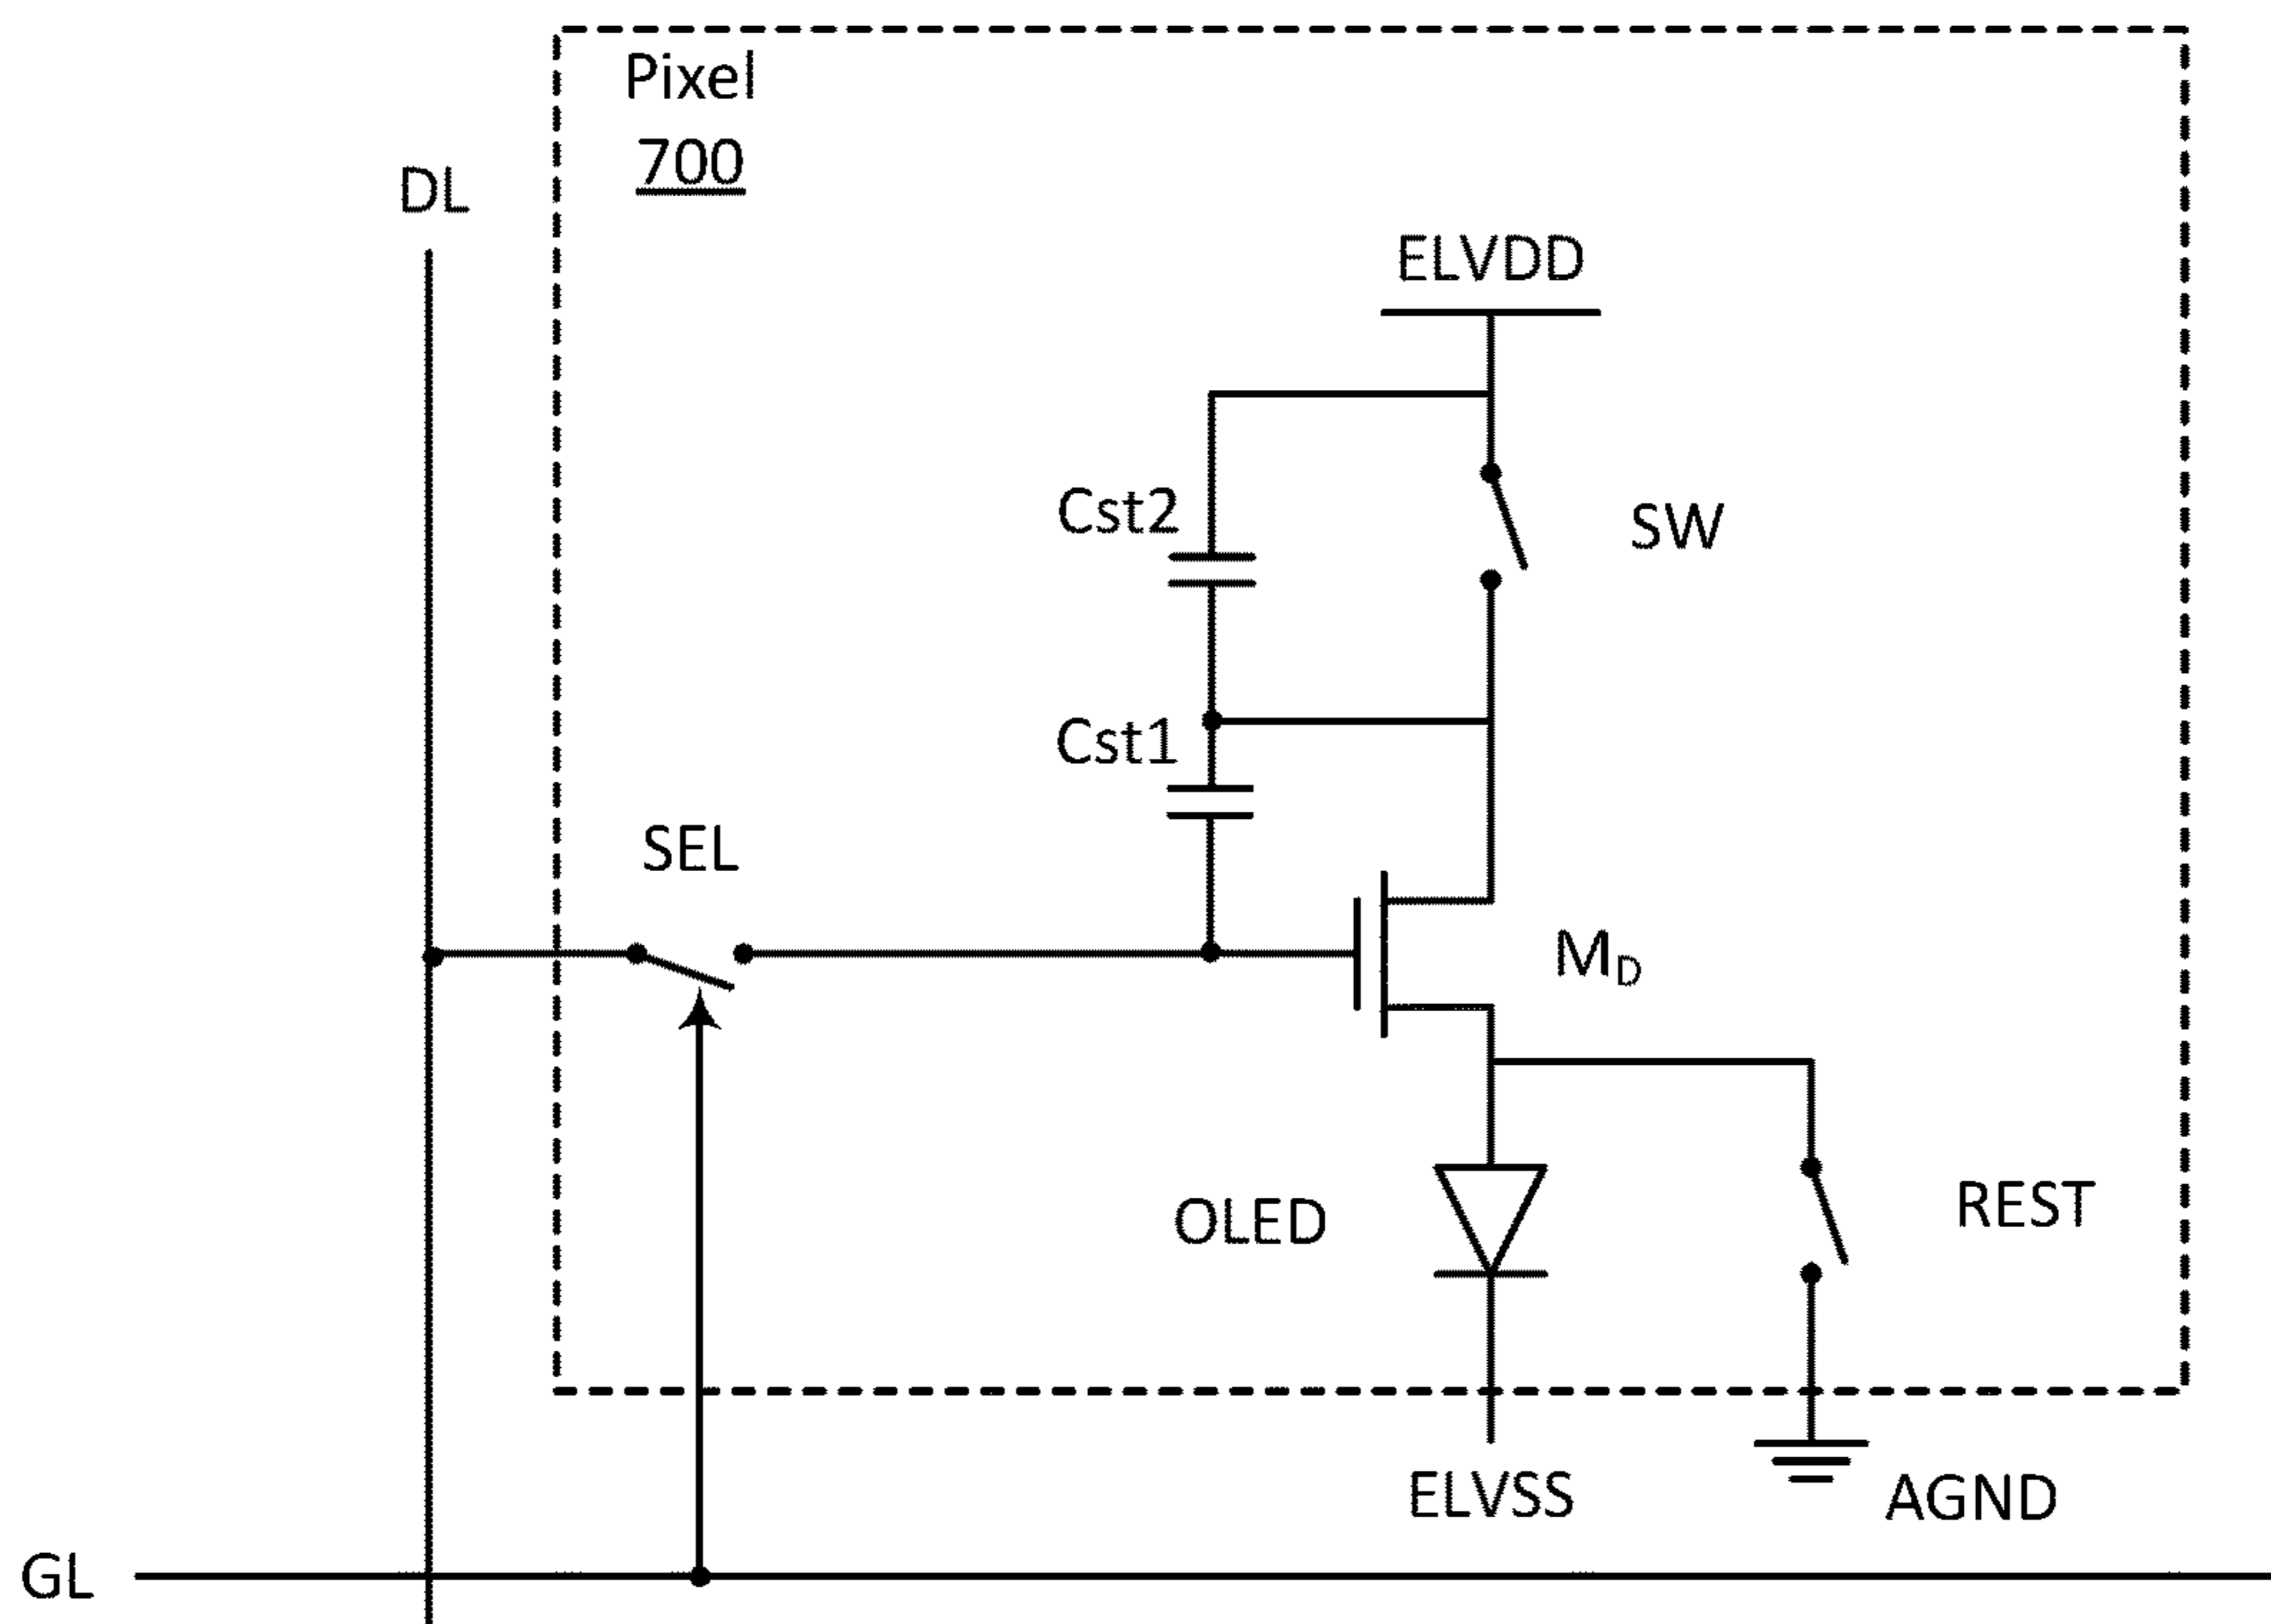 Pixel
700
DL
ELVDD
Cst2
SW
Cst1
SEL
MD
OLED
REST
ELVSS
AGND
GL